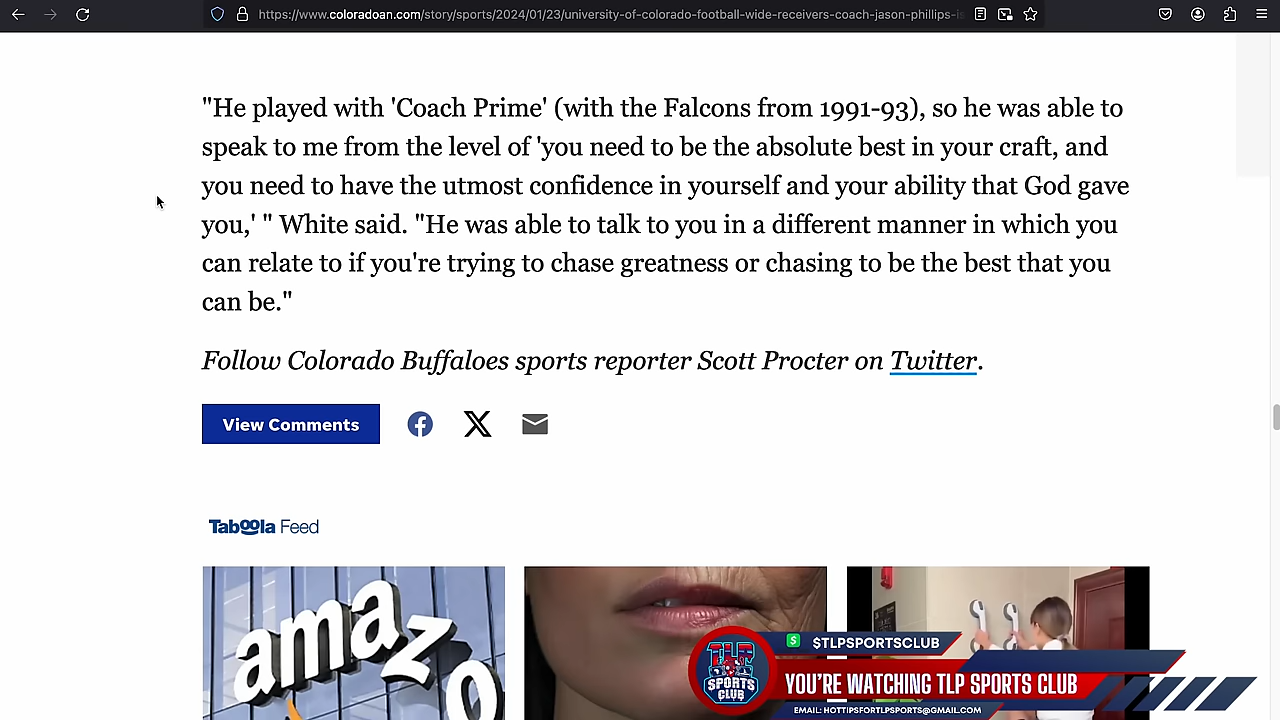 https://www.coloradoan.com/story/sports/2024/01/23/university-of-colorado-football-wide-receivers-coach-jason-phillips-is
"He played with 'Coach Prime' (with the Falcons from 1991-93), so he was able to
speak to me from the level of 'you need to be the absolute best in your craft, and
you need to have the utmost confidence in yourself and your ability that God gave
you,' " White said. "He was able to talk to you in a different manner in which you
can relate to if you're trying to chase greatness or chasing to be the best that you
can be."
Follow Colorado Buffaloes sports reporter Scott Procter on Twitter.
View Comments
Taboola Feed
amazo
$TLPSPORTSCLUB
TLP
SPORTS
CLUB
YOU'RE WATCHING TLP SPORTS CLUB
EMAIL: HOTTIPSFORTLPSPORTS@GMAIL.COM